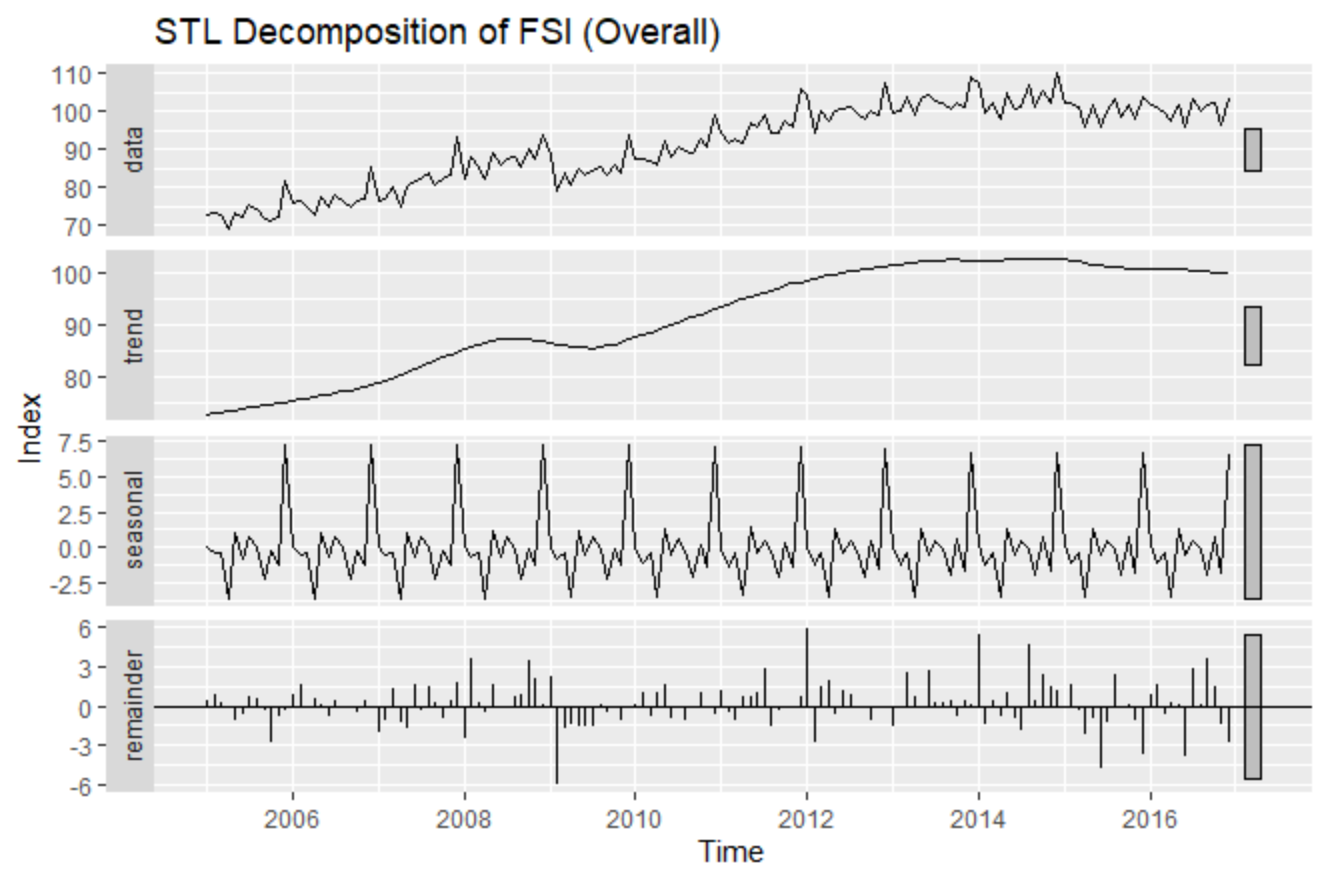 STL Decomposition of FSI (Overall)
110
100
90
80
70
data
100
90
80
trend
Index
7.5
5.0
2.5
0.0
-2.5
seasonal
6
3
0
-3
-6
remainder
2006 2008 2010 2012 2014 2016
Time